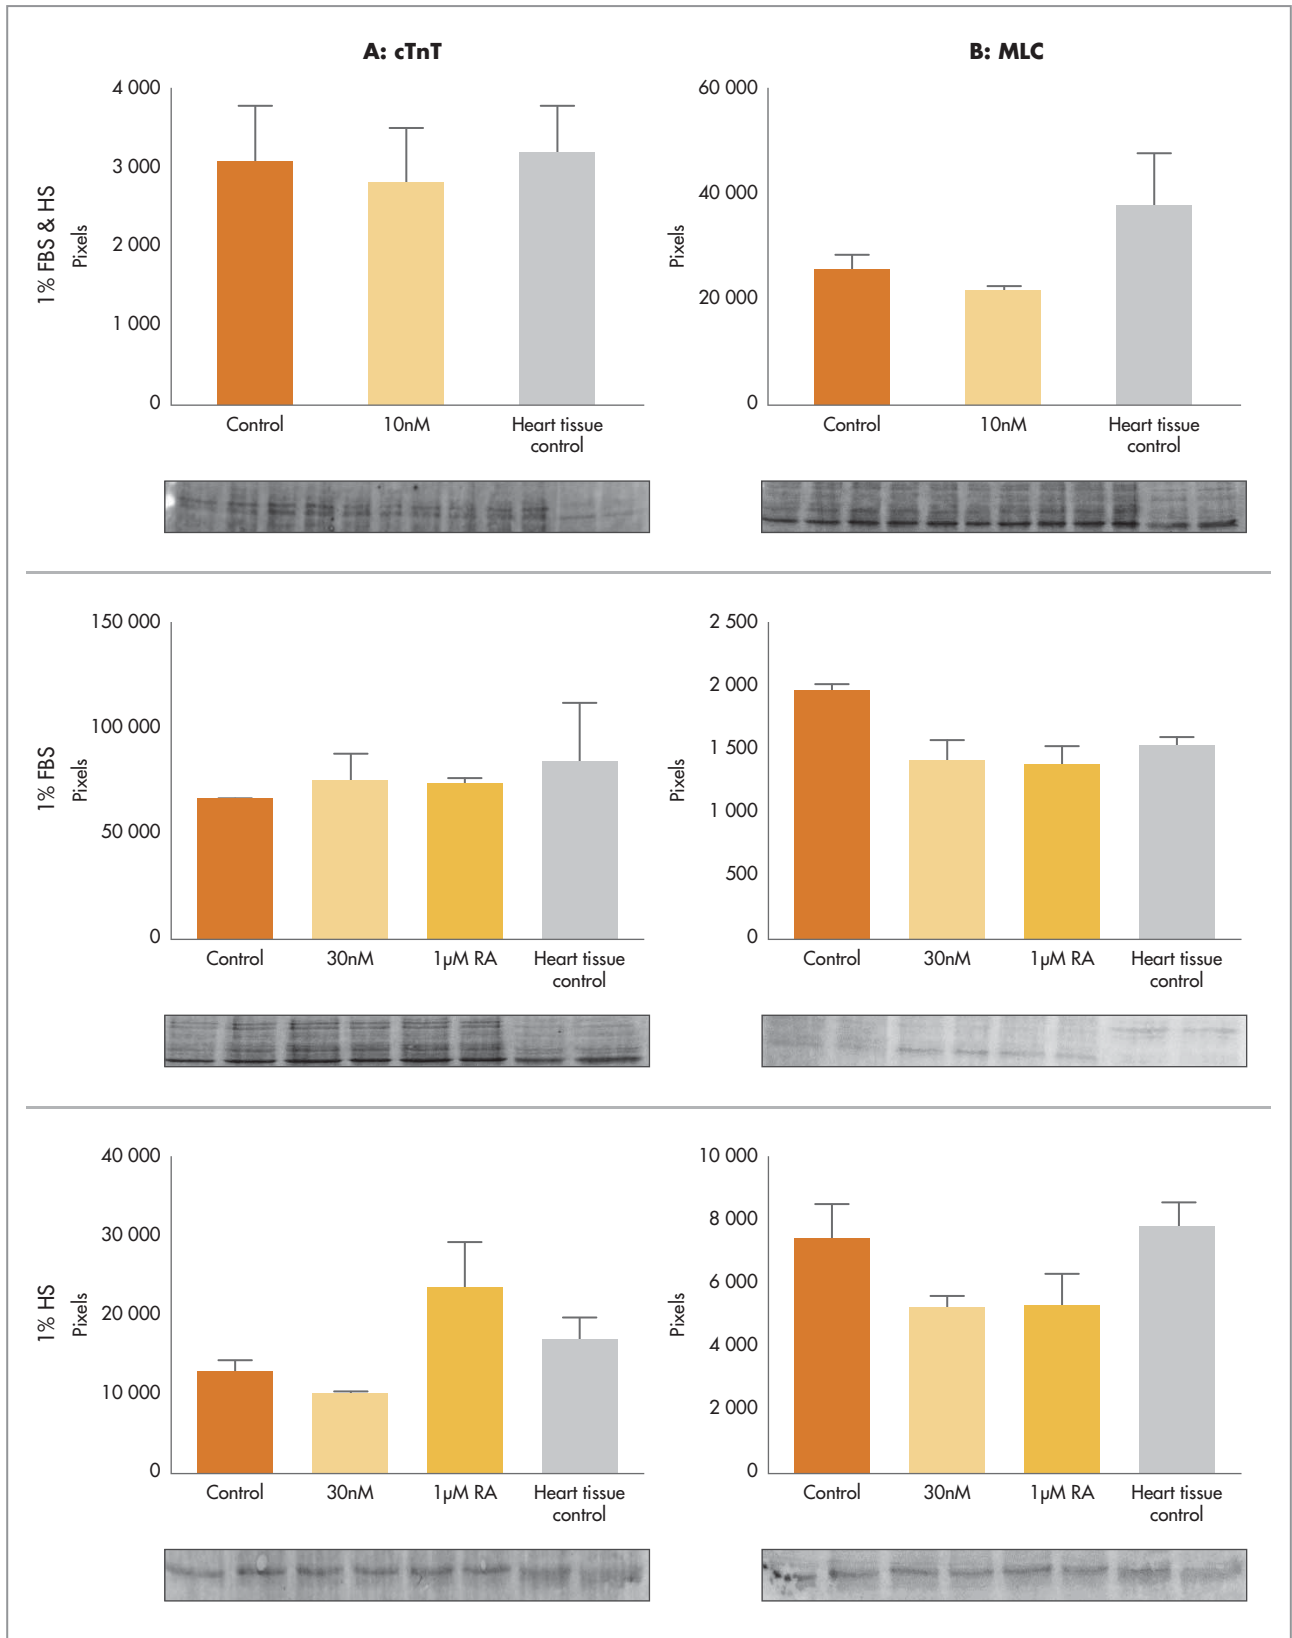 A: cTnT
B: MLC
1% FBS & HS
Pixels
4 000
3 000
2 000
1 000
0
Control
10nM
Heart tissue
control
Pixels
60 000
40 000
20 000
0
Control
10nM
Heart tissue
control
1% FBS
Pixels
150 000
100 000
50 000
0
Control
30nM
1µM RA
Heart tissue
control
Pixels
2 500
2 000
1 500
1 000
500
0
Control
30nM
1µM RA
Heart tissue
control
1% HS
Pixels
40 000
30 000
20 000
10 000
0
Control
30nM
1µM RA
Heart tissue
control
Pixels
10 000
8 000
6 000
4 000
2 000
0
Control
30nM
1µM RA
Heart tissue
control